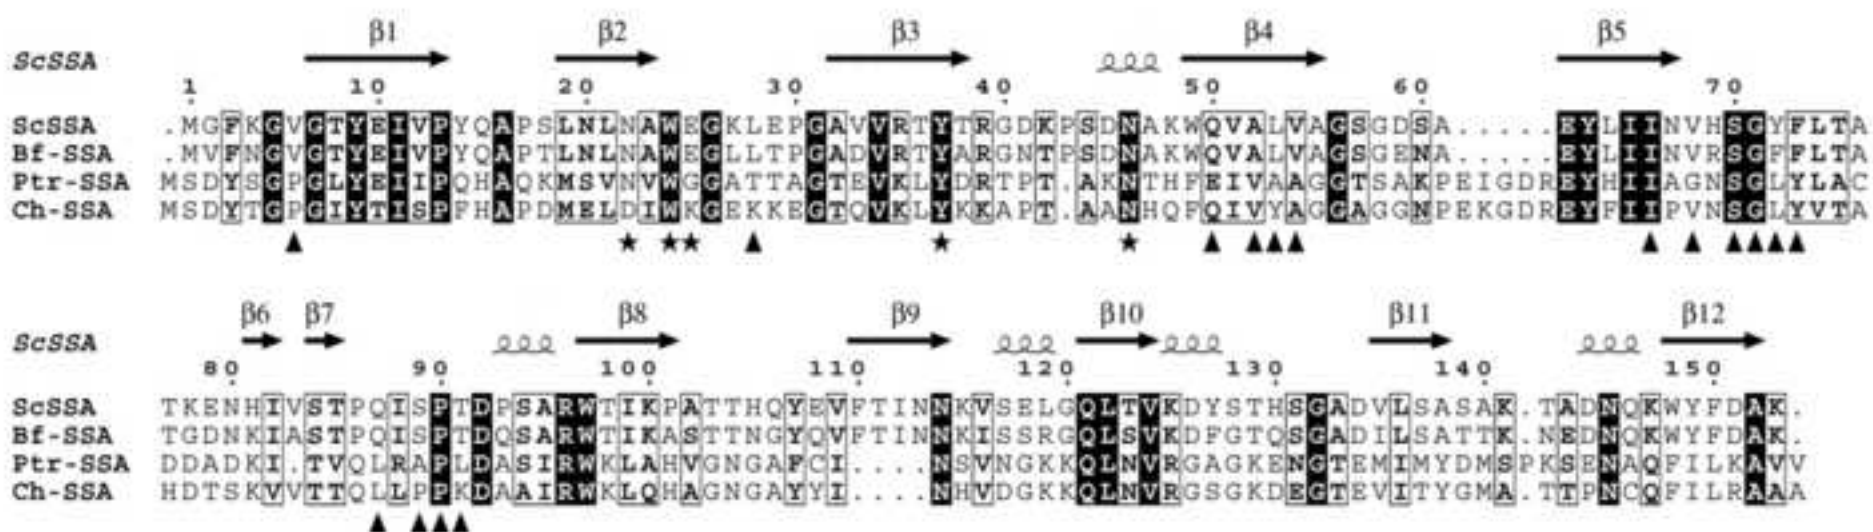 β1 β2 β3 β4 β5
ScSSA
1 10 20 30 40 50 60 70
ScSSA .MGFKGVGTYEIVPYQAPSLNLNAWEGKLEPGAVVRTYTRGDKPSDNAKWQVALVAGSGDSA.....EYLIINVHSGYFLTA
Bf-SSA .MVFNGVGTYEIVPYQAPTLNLNAWEGLLTPGADVRTYARGNTPSDNAKWQVALVAGSGENA.....EYLIINVRSGFFLTA
Ptr-SSA MSDYSGPGLYEIIPQHAQKMSVNVWGGATTAGTEVKLYDRTPT.AKNTHFEIVAAGGTSAKPEIGDREYHIIAGNSGLYLAC
Ch-SSA MSDYTGPGIYTISPFHAPDMELDIWKGEKKEGTQVKLYKKAPT.AANHQFQIVYAGGAGGNPEKGDREYFIIPVNSGLYVTA
β6 β7 β8 β9 β10 β11 β12
ScSSA
80 90 100 110 120 130 140 150
ScSSA TKENHIVSTPQISPTDPSARWTIKPATTHQYEVFTINNKVSELGQLTVKDYSTHSGADVLSASAK.TADNQKWYFDAK.
Bf-SSA TGDNKIASTPQISPTDQSARWTIKASTTNGYQVFTINNKISSRGQLSVKDFGTQSGADILSATTK.NEDNQKWYFDAK.
Ptr-SSA DDADKI.TVQLRAPLDASIRWKLAHVGNGAFCI....NSVNGKKQLNVRGAGKENGTEMIMYDMSPKSENAQFILKAVV
Ch-SSA HDTSKVVTTQLLPPKDAAIRWKLQHAGNGAYYI....NHVDGKKQLNVRGSGKDEGTEVITYGMA.TTPNCQFILRAAA